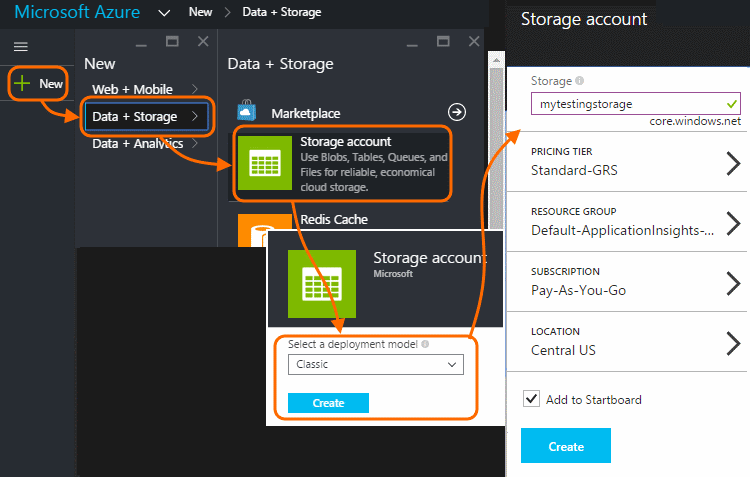 Microsoft Azure New Data + Storage
New
New
Web + Mobile
Data + Storage
Data + Analytics
Data + Storage
Marketplace
Storage account
Use Blobs, Tables, Queues, and
Files for reliable, economical
cloud storage.
Redis Cache
Storage account
Microsoft
Select a deployment model
Classic
Create
Storage account
Storage
mytestingstorage
core.windows.net
PRICING TIER
Standard-GRS
RESOURCE GROUP
Default-ApplicationInsights-...
SUBSCRIPTION
Pay-As-You-Go
LOCATION
Central US
Add to Startboard
Create